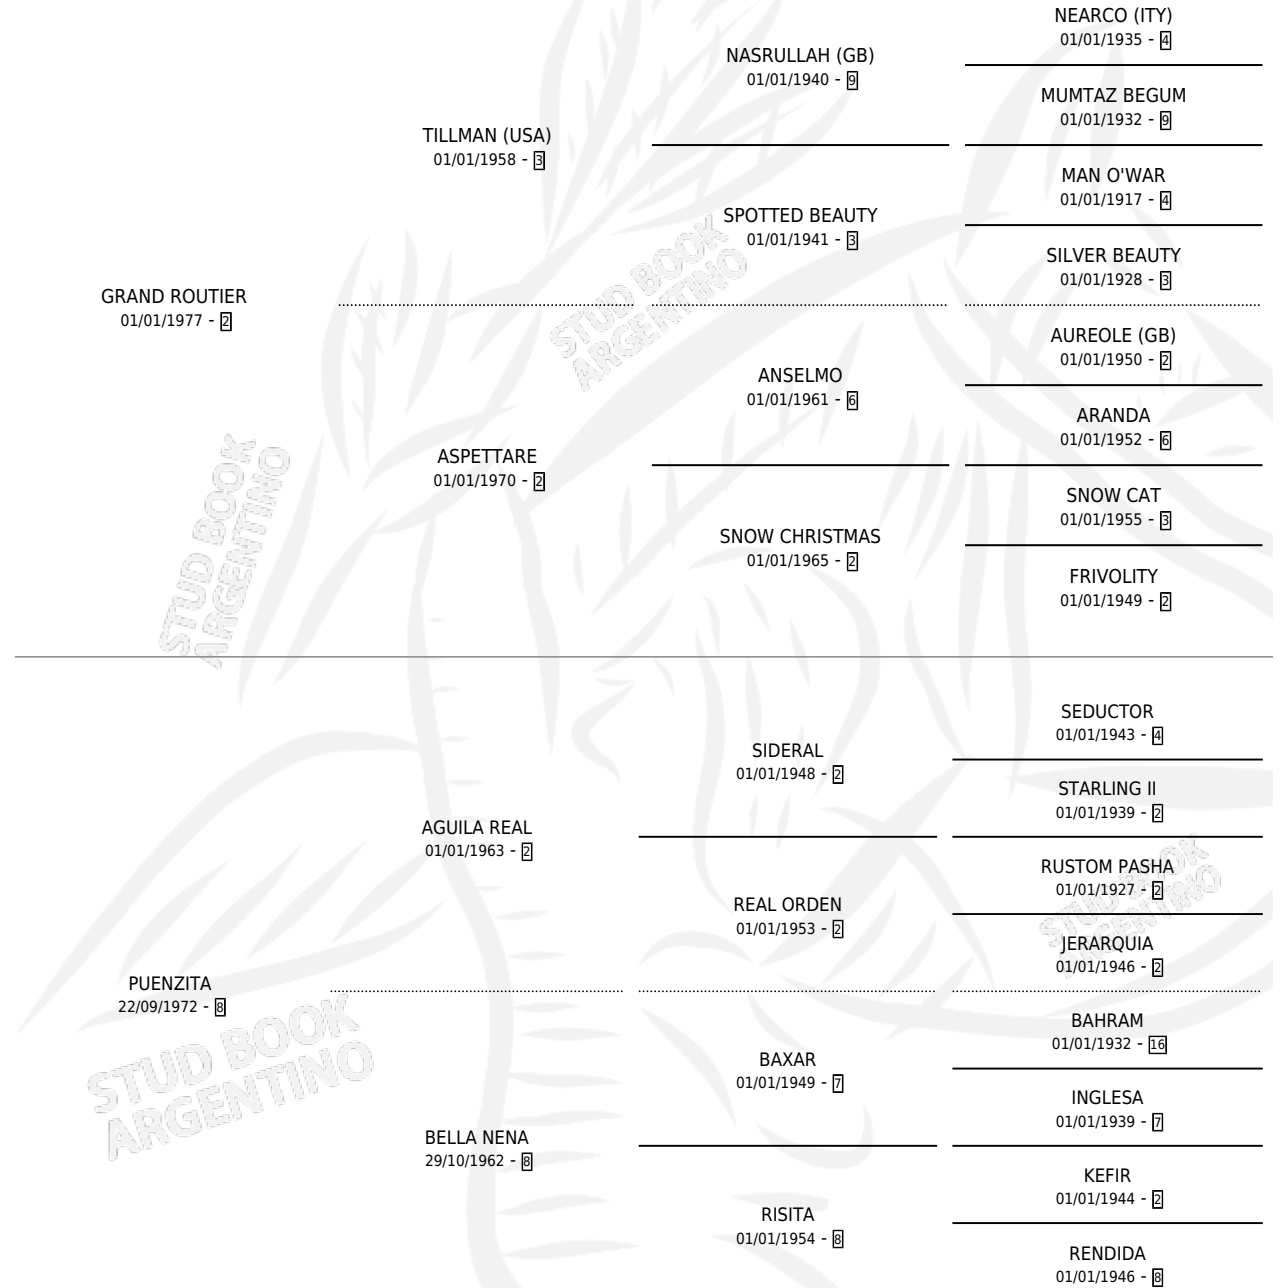 NEARCO (ITY)
01/01/1935 - 4
NASRULLAH (GB)
01/01/1940 - 9
MUMTAZ BEGUM
01/01/1932 - 9
TILLMAN (USA)
01/01/1958 - 3
MAN O'WAR
01/01/1917 - 4
SPOTTED BEAUTY
01/01/1941 - 3
SILVER BEAUTY
01/01/1928 - 3
GRAND ROUTIER
01/01/1977 - 2
STUD BOOK
ARGENTINO
AUREOLE (GB)
01/01/1950 - 2
ANSELMO
01/01/1961 - 6
ARANDA
01/01/1952 - 6
ASPETTARE
01/01/1970 - 2
SNOW CAT
01/01/1955 - 3
SNOW CHRISTMAS
01/01/1965 - 2
FRIVOLITY
01/01/1949 - 2
STUD BOOK
ARGENTINO
SEDUCTOR
01/01/1943 - 4
SIDERAL
01/01/1948 - 2
STARLING II
01/01/1939 - 2
AGUILA REAL
01/01/1963 - 2
RUSTOM PASHA
01/01/1927 - 2
REAL ORDEN
01/01/1953 - 2
JERARQUIA
01/01/1946 - 2
STUD BOOK
ARGENTINO
PUENZITA
22/09/1972 - 8
BAHRAM
01/01/1932 - 16
BAXAR
01/01/1949 - 7
INGLESA
01/01/1939 - 7
STUD BOOK
ARGENTINO
BELLA NENA
29/10/1962 - 8
KEFIR
01/01/1944 - 2
RISITA
01/01/1954 - 8
RENDIDA
01/01/1946 - 8